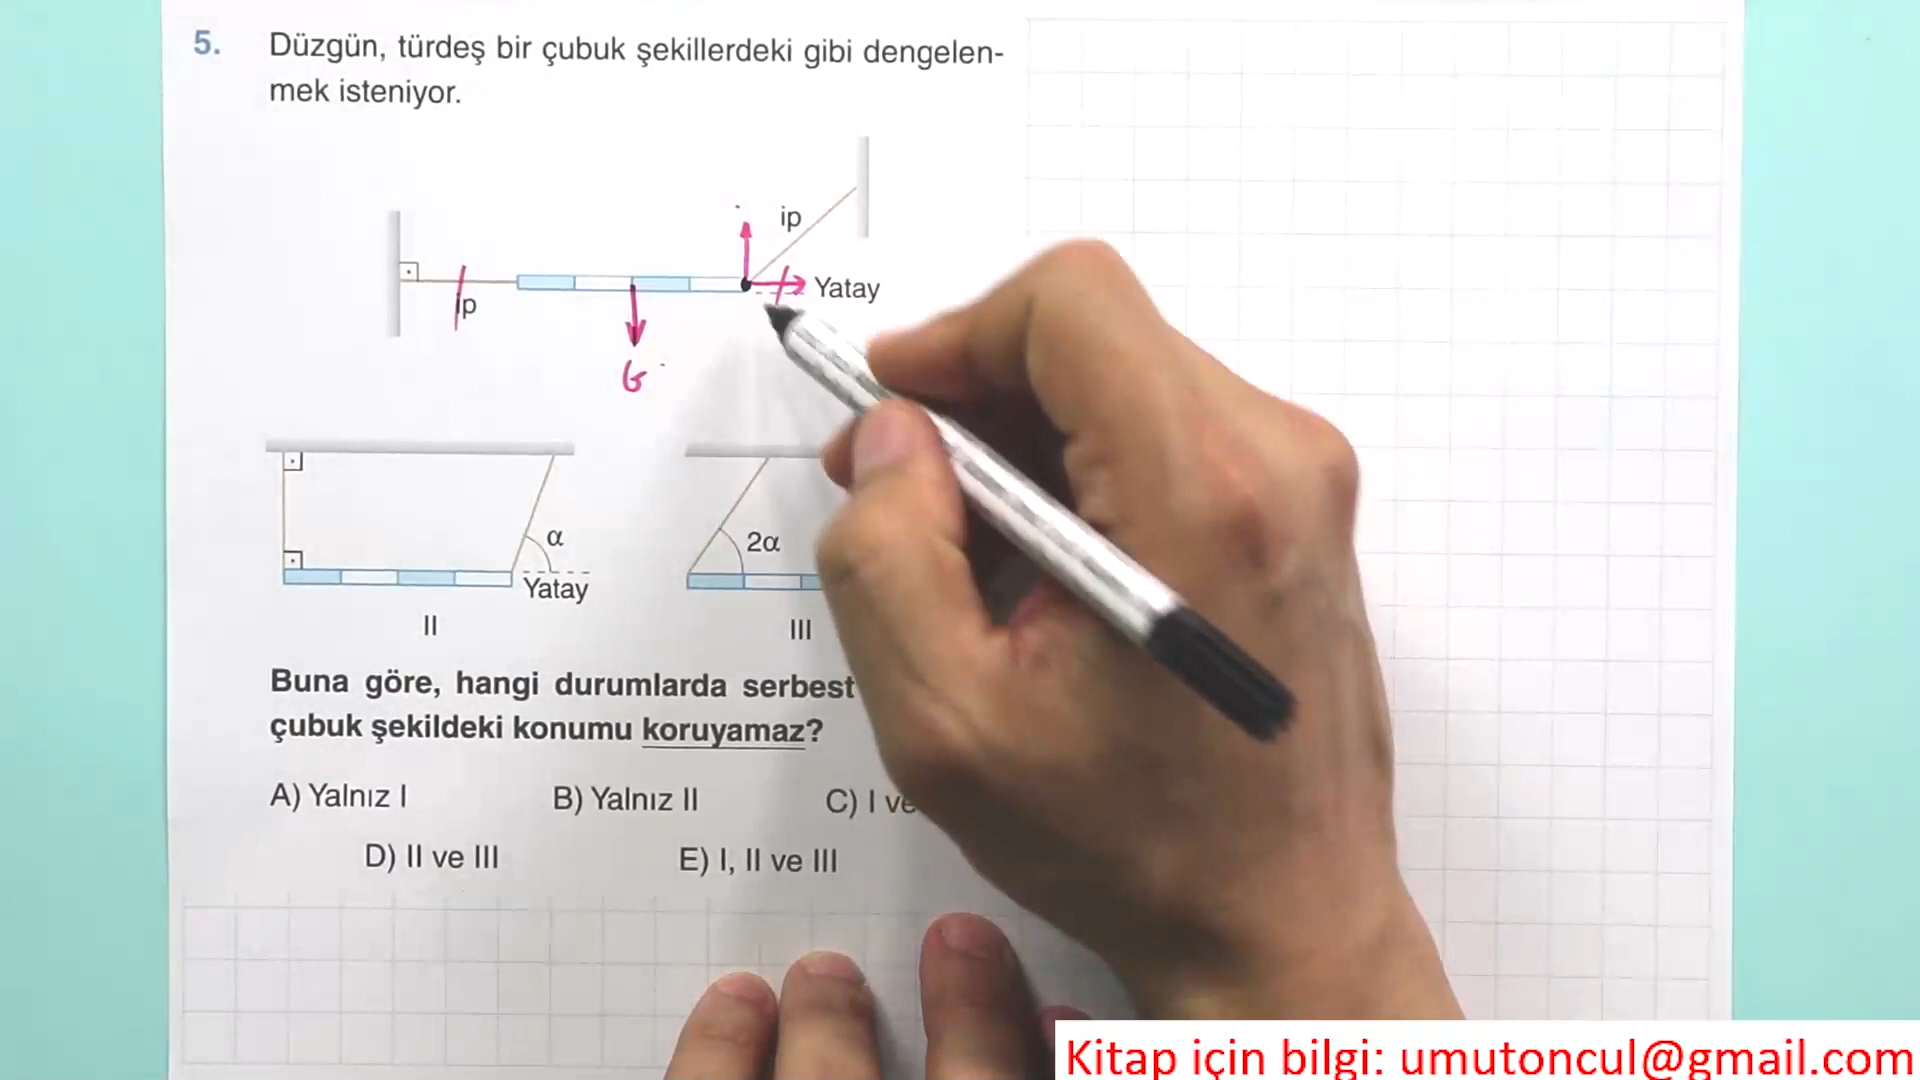 5.
Düzgün, türdeş bir çubuk şekillerdeki gibi dengelen-
mek isteniyor.
ip
ip
Yatay
G
α
Yatay
II
2α
III
Buna göre, hangi durumlarda serbest
çubuk şekildeki konumu koruyamaz?
A) Yalnız I
B) Yalnız II
C) I ve
D) II ve III
E) I, II ve III
Kitap için bilgi: umutoncul@gmail.com